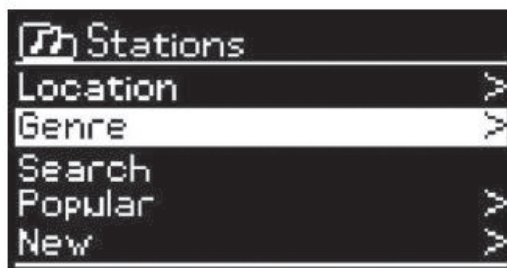 Stations
Location >
Genre >
Search
Popular >
New >